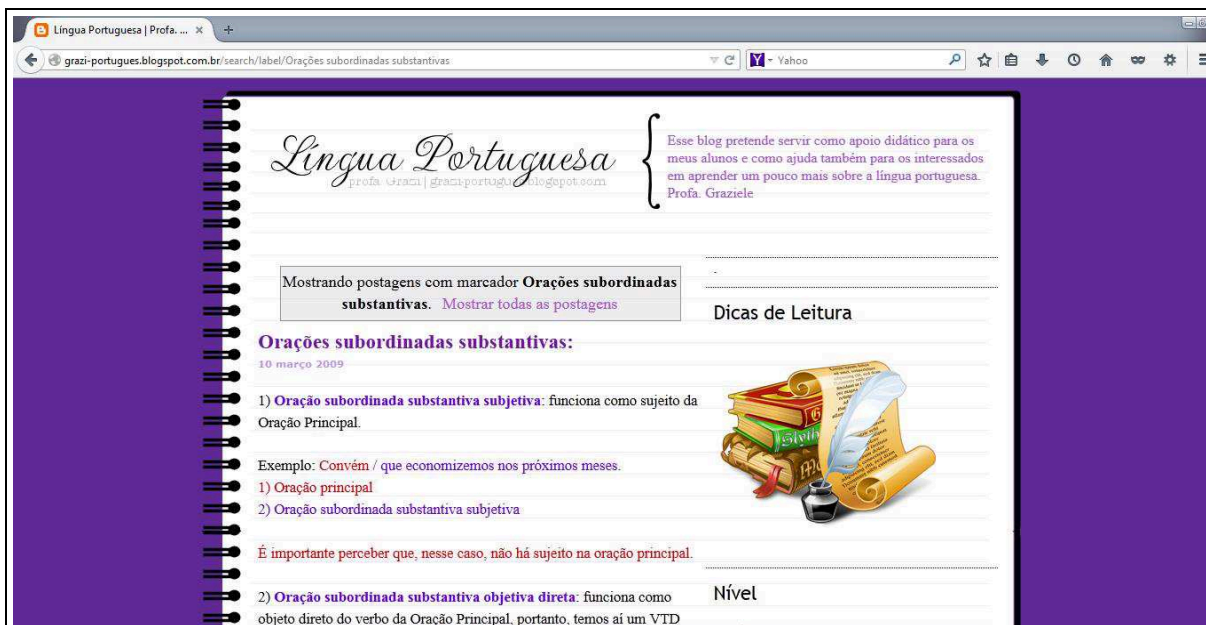 Língua Portuguesa | Profa. ...
grazi-portugues.blogspot.com.br/search/label/Orações subordinadas substantivas
Yahoo
Língua Portuguesa
profa. Grazi | grazi-portugues.blogspot.com
Esse blog pretende servir como apoio didático para os
meus alunos e como ajuda também para os interessados
em aprender um pouco mais sobre a língua portuguesa.
Profa. Graziele
Mostrando postagens com marcador Orações subordinadas
substantivas. Mostrar todas as postagens
Orações subordinadas substantivas:
10 março 2009
1) Oração subordinada substantiva subjetiva: funciona como sujeito da
Oração Principal.
Exemplo: Convém / que economizemos nos próximos meses.
1) Oração principal
2) Oração subordinada substantiva subjetiva
É importante perceber que, nesse caso, não há sujeito na oração principal.
2) Oração subordinada substantiva objetiva direta: funciona como
objeto direto do verbo da Oração Principal, portanto, temos aí um VTD
Dicas de Leitura
Nível